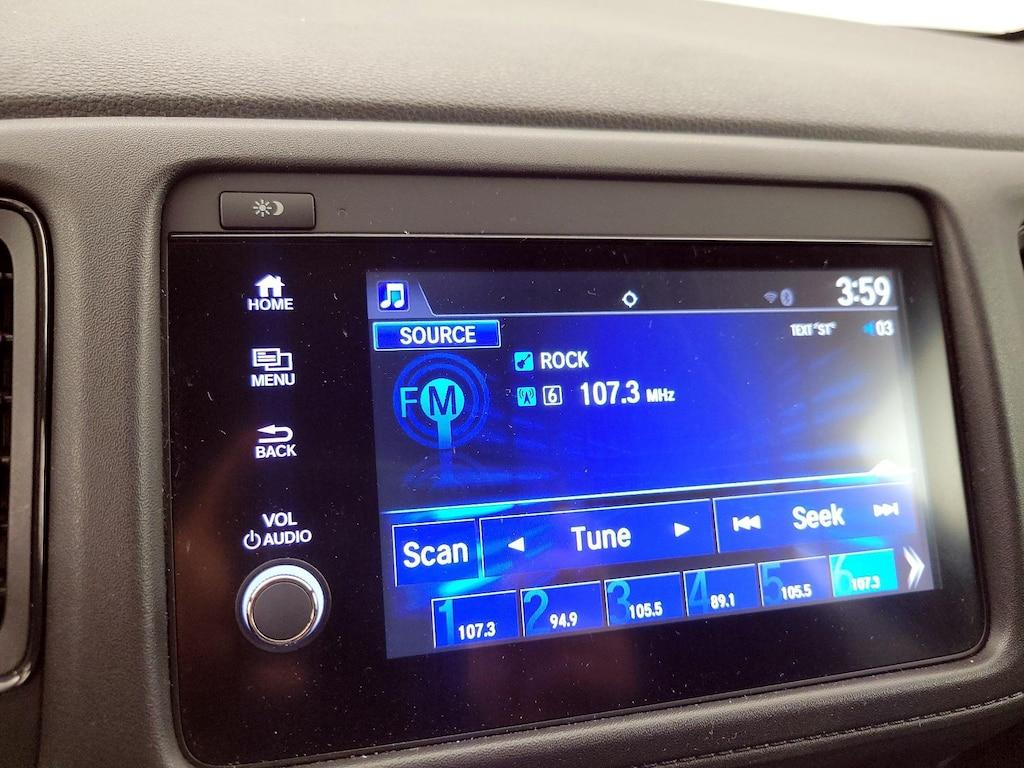 HOME
MENU
BACK
VOL
AUDIO
3:59
SOURCE
TEXT "ST"
03
FM
ROCK
6 107.3 MHz
Scan
Tune
Seek
1 107.3
2 94.9
3 105.5
4 89.1
5 105.5
6 107.3